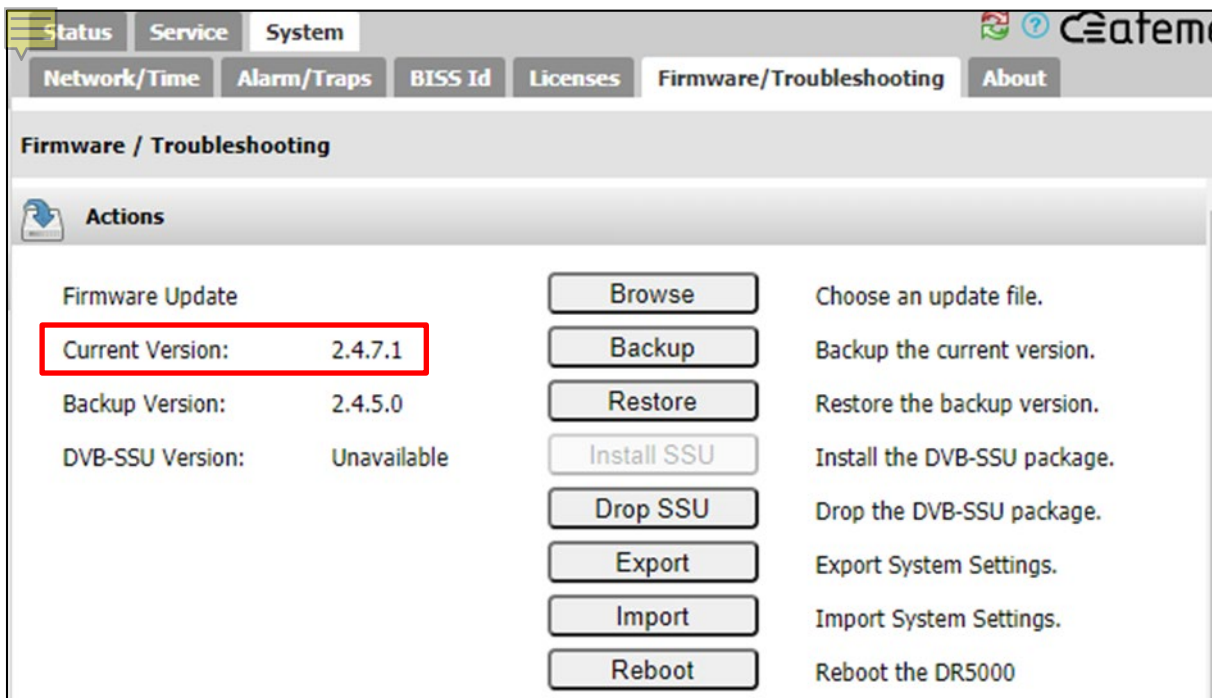 Status Service System ateme
Network/Time Alarm/Traps BISS Id Licenses Firmware/Troubleshooting About
Firmware / Troubleshooting
Actions
Firmware Update Browse Choose an update file.
Current Version: 2.4.7.1 Backup Backup the current version.
Backup Version: 2.4.5.0 Restore Restore the backup version.
DVB-SSU Version: Unavailable Install SSU Install the DVB-SSU package.
Drop SSU Drop the DVB-SSU package.
Export Export System Settings.
Import Import System Settings.
Reboot Reboot the DR5000